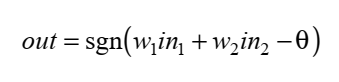 out = sgn(w₁in₁ + w₂in₂ − θ)